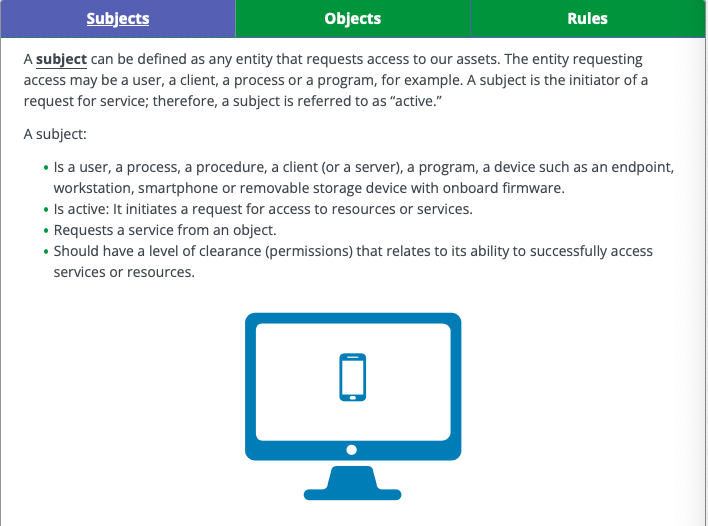 Subjects
Objects
Rules
A subject can be defined as any entity that requests access to our assets. The entity requesting
access may be a user, a client, a process or a program, for example. A subject is the initiator of a
request for service; therefore, a subject is referred to as “active.”
A subject:
• Is a user, a process, a procedure, a client (or a server), a program, a device such as an endpoint,
workstation, smartphone or removable storage device with onboard firmware.
• Is active: It initiates a request for access to resources or services.
• Requests a service from an object.
• Should have a level of clearance (permissions) that relates to its ability to successfully access
services or resources.